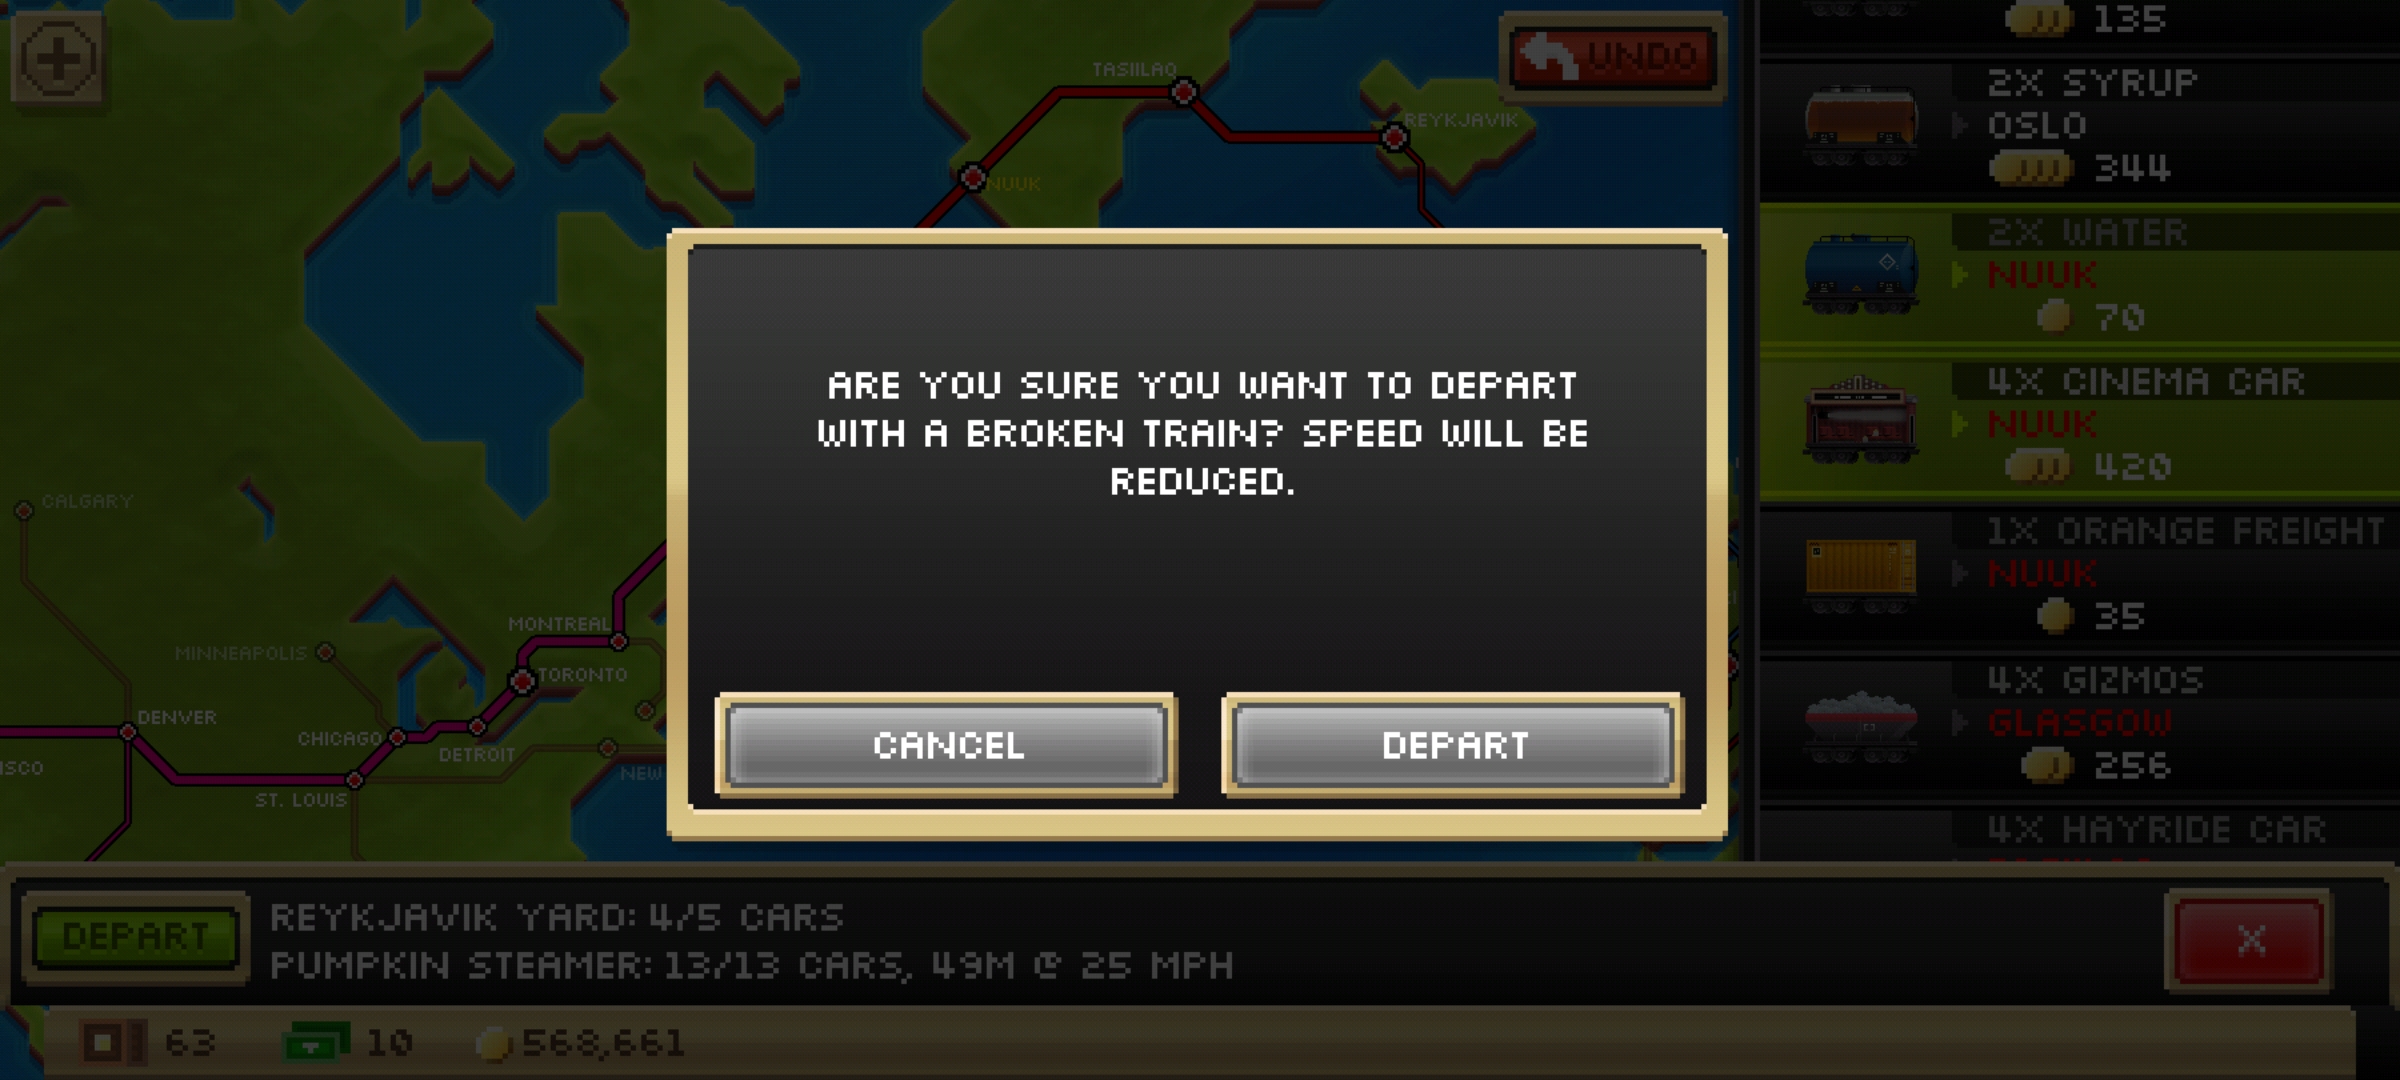 TASIILAQ
UNDO
REYKJAVIK
NUUK
135
2X SYRUP
OSLO
344
2X WATER
NUUK
70
4X CINEMA CAR
NUUK
420
1X ORANGE FREIGHT
NUUK
35
4X GIZMOS
GLASGOW
256
4X HAYRIDE CAR
ARE YOU SURE YOU WANT TO DEPART
WITH A BROKEN TRAIN? SPEED WILL BE
REDUCED.
CANCEL
DEPART
CALGARY
MONTREAL
MINNEAPOLIS
TORONTO
DENVER
CHICAGO
DETROIT
ISCO
NEW
ST. LOUIS
DEPART
REYKJAVIK YARD: 4/5 CARS
PUMPKIN STEAMER: 13/13 CARS, 49M @ 25 MPH
X
63
10
568,661